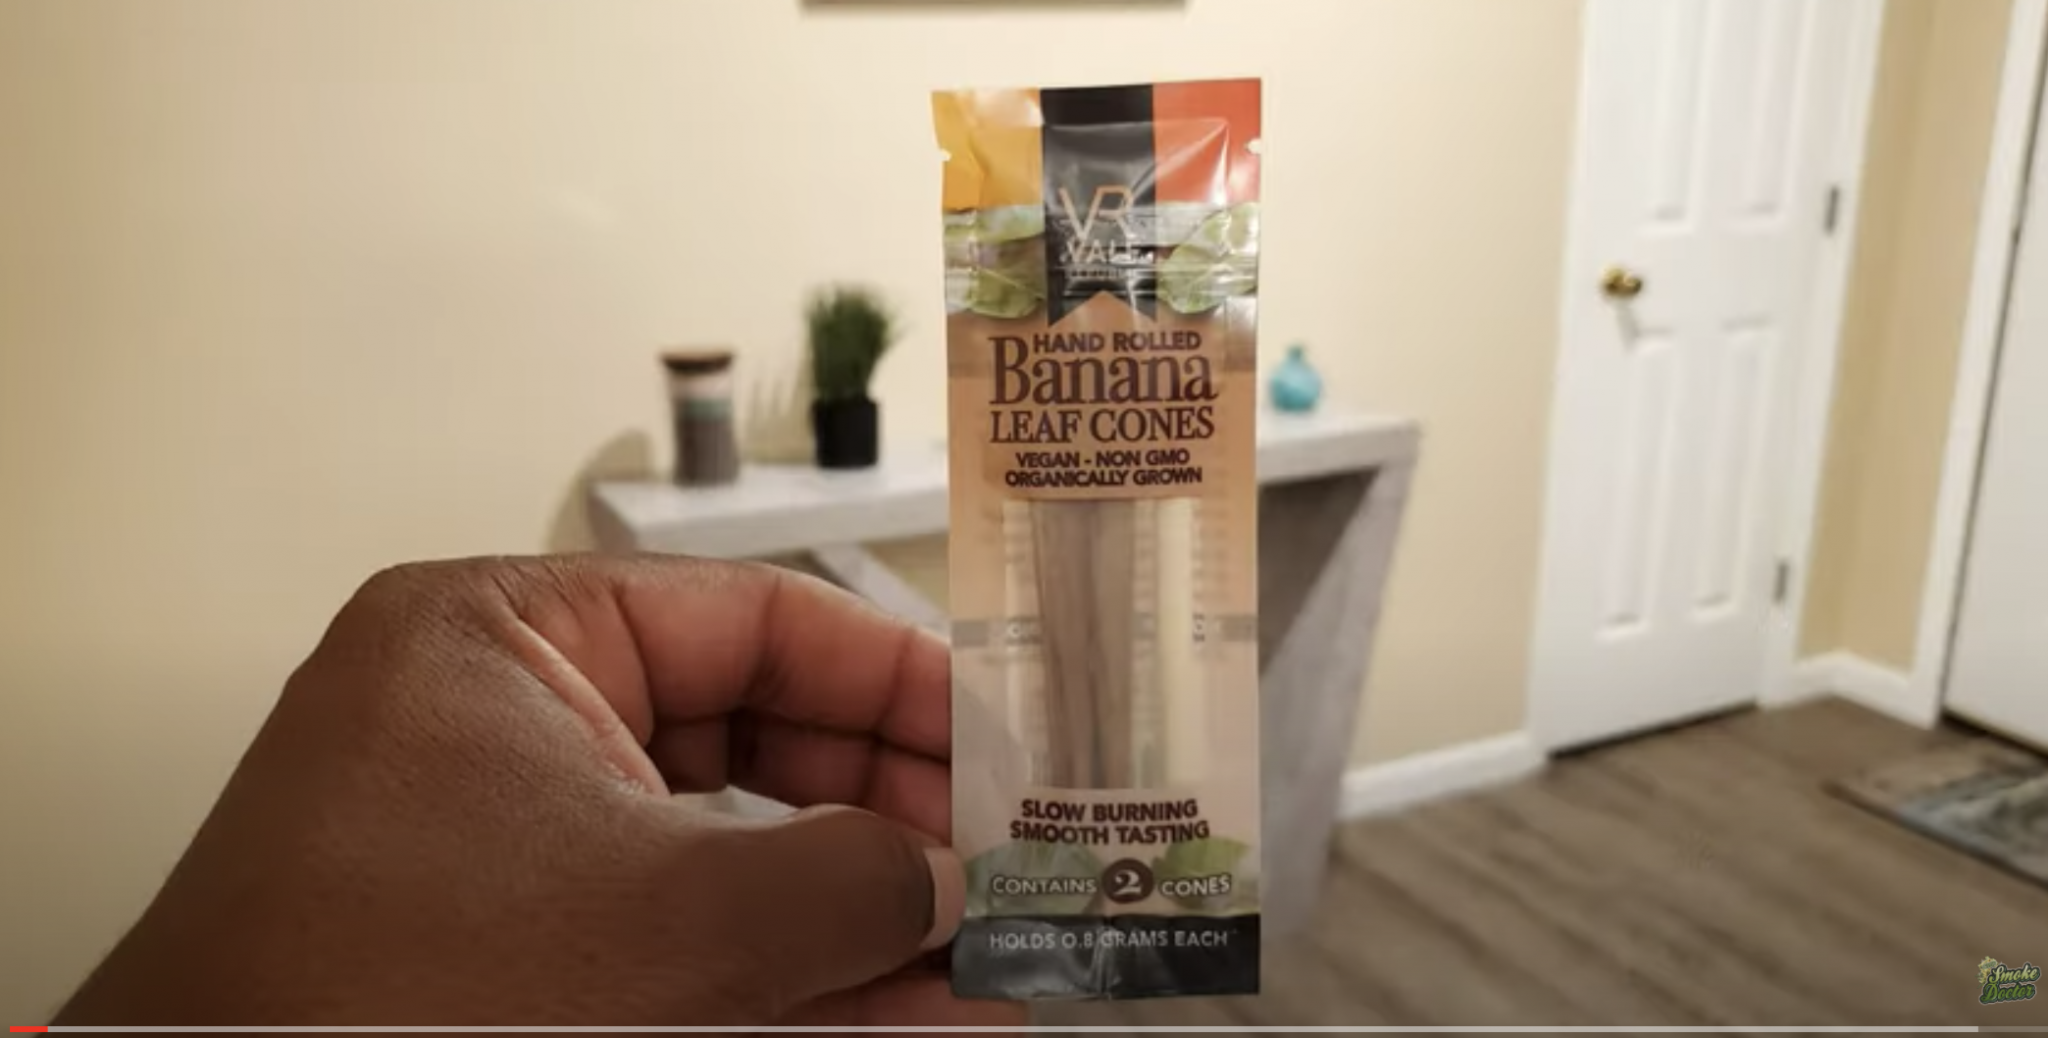 VR
VALE
HAND ROLLED
Banana
LEAF CONES
VEGAN - NON GMO
ORGANICALLY GROWN
SLOW BURNING
SMOOTH TASTING
CONTAINS 2 CONES
HOLDS 0.8 GRAMS EACH
Smoke
Doctor